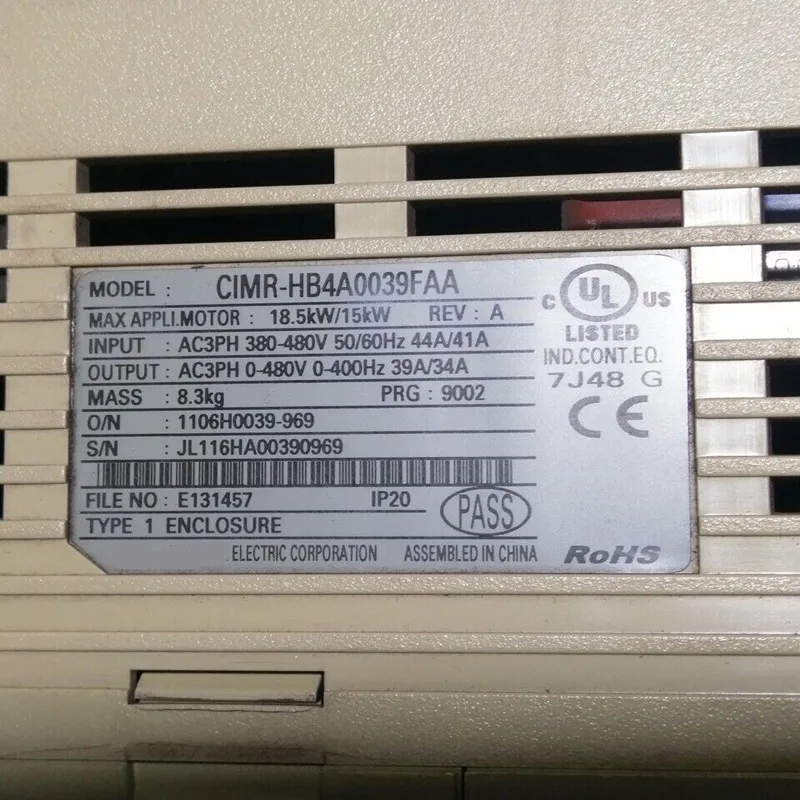 MODEL : CIMR-HB4A0039FAA
MAX APPLI.MOTOR : 18.5kW/15kW REV : A
INPUT : AC3PH 380-480V 50/60Hz 44A/41A
OUTPUT : AC3PH 0-480V 0-400Hz 39A/34A
MASS : 8.3kg PRG : 9002
O/N : 1106H0039-969
S/N : JL116HA00390969
FILE NO : E131457 IP20
TYPE 1 ENCLOSURE
PASS
ELECTRIC CORPORATION ASSEMBLED IN CHINA
C UL US
LISTED
IND.CONT.EQ.
7J48 G
CE
RoHS